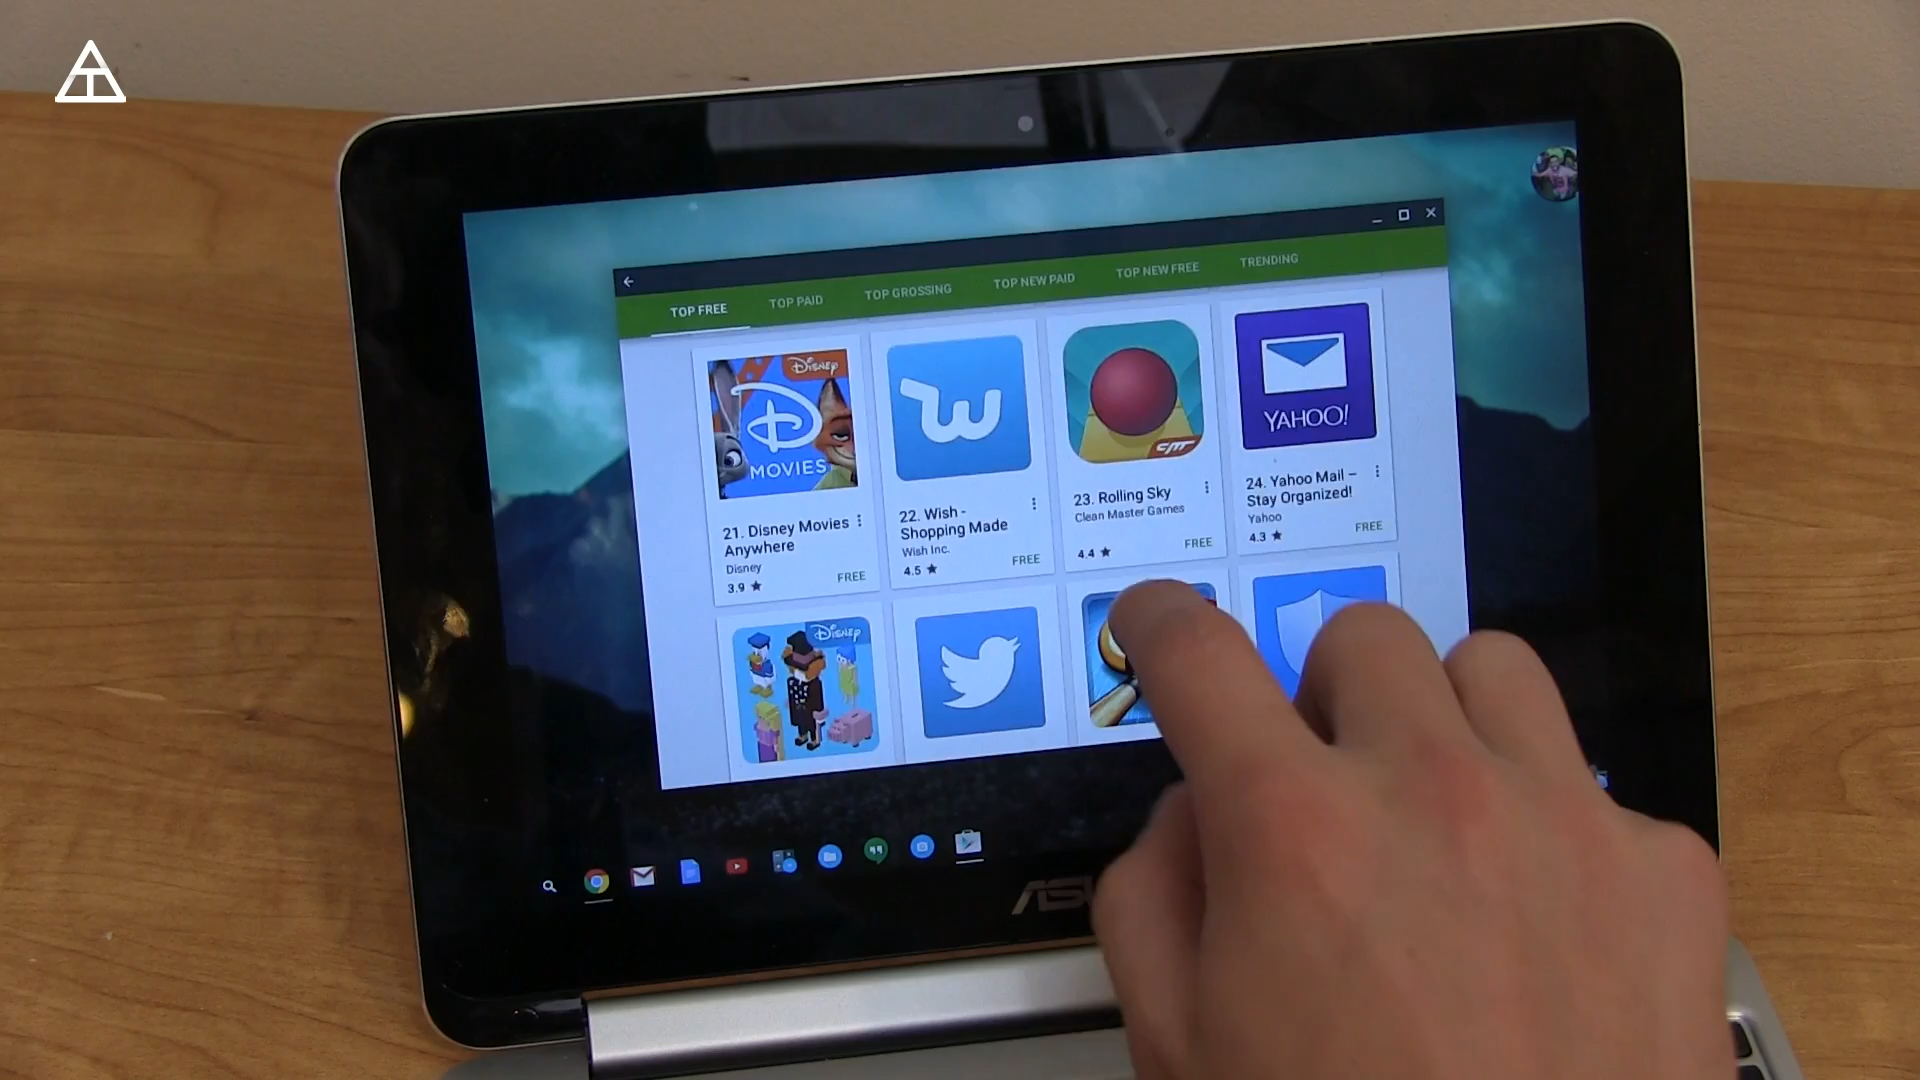 TOP FREE TOP PAID TOP GROSSING TOP NEW PAID TOP NEW FREE TRENDING
Disney
D
MOVIES
21. Disney Movies
Anywhere
Disney
3.9 ★ FREE
w
22. Wish -
Shopping Made
Wish Inc.
4.5 ★ FREE
CM
23. Rolling Sky
Clean Master Games
4.4 ★ FREE
YAHOO!
24. Yahoo Mail –
Stay Organized!
Yahoo
4.3 ★ FREE
Disney